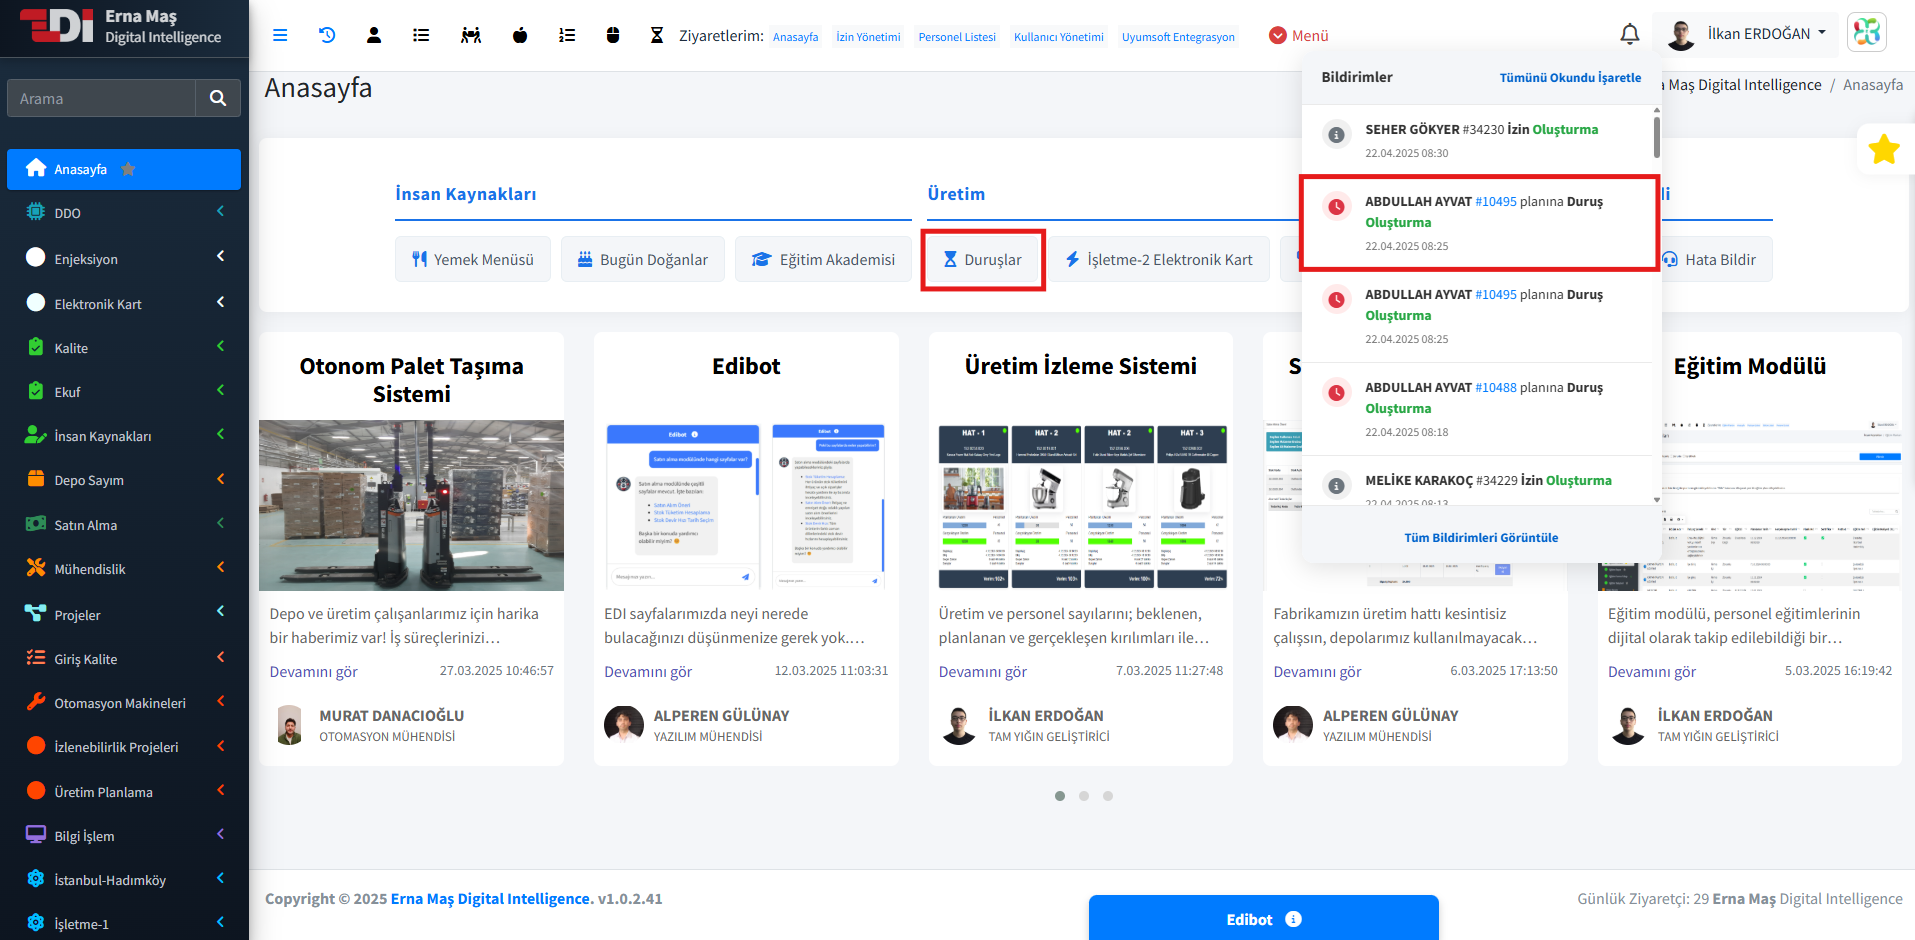 Erna Maş
Digital Intelligence
Ziyaretlerim: Anasayfa İzin Yönetimi Personel Listesi Kullanıcı Yönetimi Uyumsoft Entegrasyon
Menü
İlkan ERDOĞAN
Arama
Anasayfa
DDO
Enjeksiyon
Elektronik Kart
Kalite
Ekuf
İnsan Kaynakları
Depo Sayım
Satın Alma
Mühendislik
Projeler
Giriş Kalite
Otomasyon Makineleri
İzlenebilirlik Projeleri
Üretim Planlama
Bilgi İşlem
İstanbul-Hadımköy
İşletme-1
Anasayfa
Maş Digital Intelligence / Anasayfa
İnsan Kaynakları
Yemek Menüsü
Bugün Doğanlar
Eğitim Akademisi
Üretim
Duruşlar
İşletme-2 Elektronik Kart
Hata Bildir
Bildirimler
Tümünü Okundu İşaretle
SEHER GÖKYER #34230 İzin Oluşturma
22.04.2025 08:30
ABDULLAH AYVAT #10495 planına Duruş
Oluşturma
22.04.2025 08:25
ABDULLAH AYVAT #10495 planına Duruş
Oluşturma
22.04.2025 08:25
ABDULLAH AYVAT #10488 planına Duruş
Oluşturma
22.04.2025 08:18
MELİKE KARAKOÇ #34229 İzin Oluşturma
22.04.2025 08:13
Tüm Bildirimleri Görüntüle
Otonom Palet Taşıma
Sistemi
Depo ve üretim çalışanlarımız için harika
bir haberimiz var! İş süreçlerinizi…
Devamını gör
27.03.2025 10:46:57
MURAT DANACIOĞLU
OTOMASYON MÜHENDİSİ
Edibot
Edibot
EDI sayfalarımızda neyi nerede
bulacağınızı düşünmenize gerek yok.…
Devamını gör
12.03.2025 11:03:31
ALPEREN GÜLÜNAY
YAZILIM MÜHENDİSİ
Üretim İzleme Sistemi
HAT - 1
HAT - 2
HAT - 2
HAT - 3
Üretim ve personel sayılarını; beklenen,
planlanan ve gerçekleşen kırılımları ile…
Devamını gör
7.03.2025 11:27:48
İLKAN ERDOĞAN
TAM YIĞIN GELİŞTİRİCİ
S
Fabrikamızın üretim hattı kesintisiz
çalışsın, depolarımız kullanılmayacak…
Devamını gör
6.03.2025 17:13:50
ALPEREN GÜLÜNAY
YAZILIM MÜHENDİSİ
Eğitim Modülü
Eğitim modülü, personel eğitimlerinin
dijital olarak takip edilebildiği bir…
Devamını gör
5.03.2025 16:19:42
İLKAN ERDOĞAN
TAM YIĞIN GELİŞTİRİCİ
Copyright © 2025 Erna Maş Digital Intelligence. v1.0.2.41
Edibot
Günlük Ziyaretçi: 29 Erna Maş Digital Intelligence